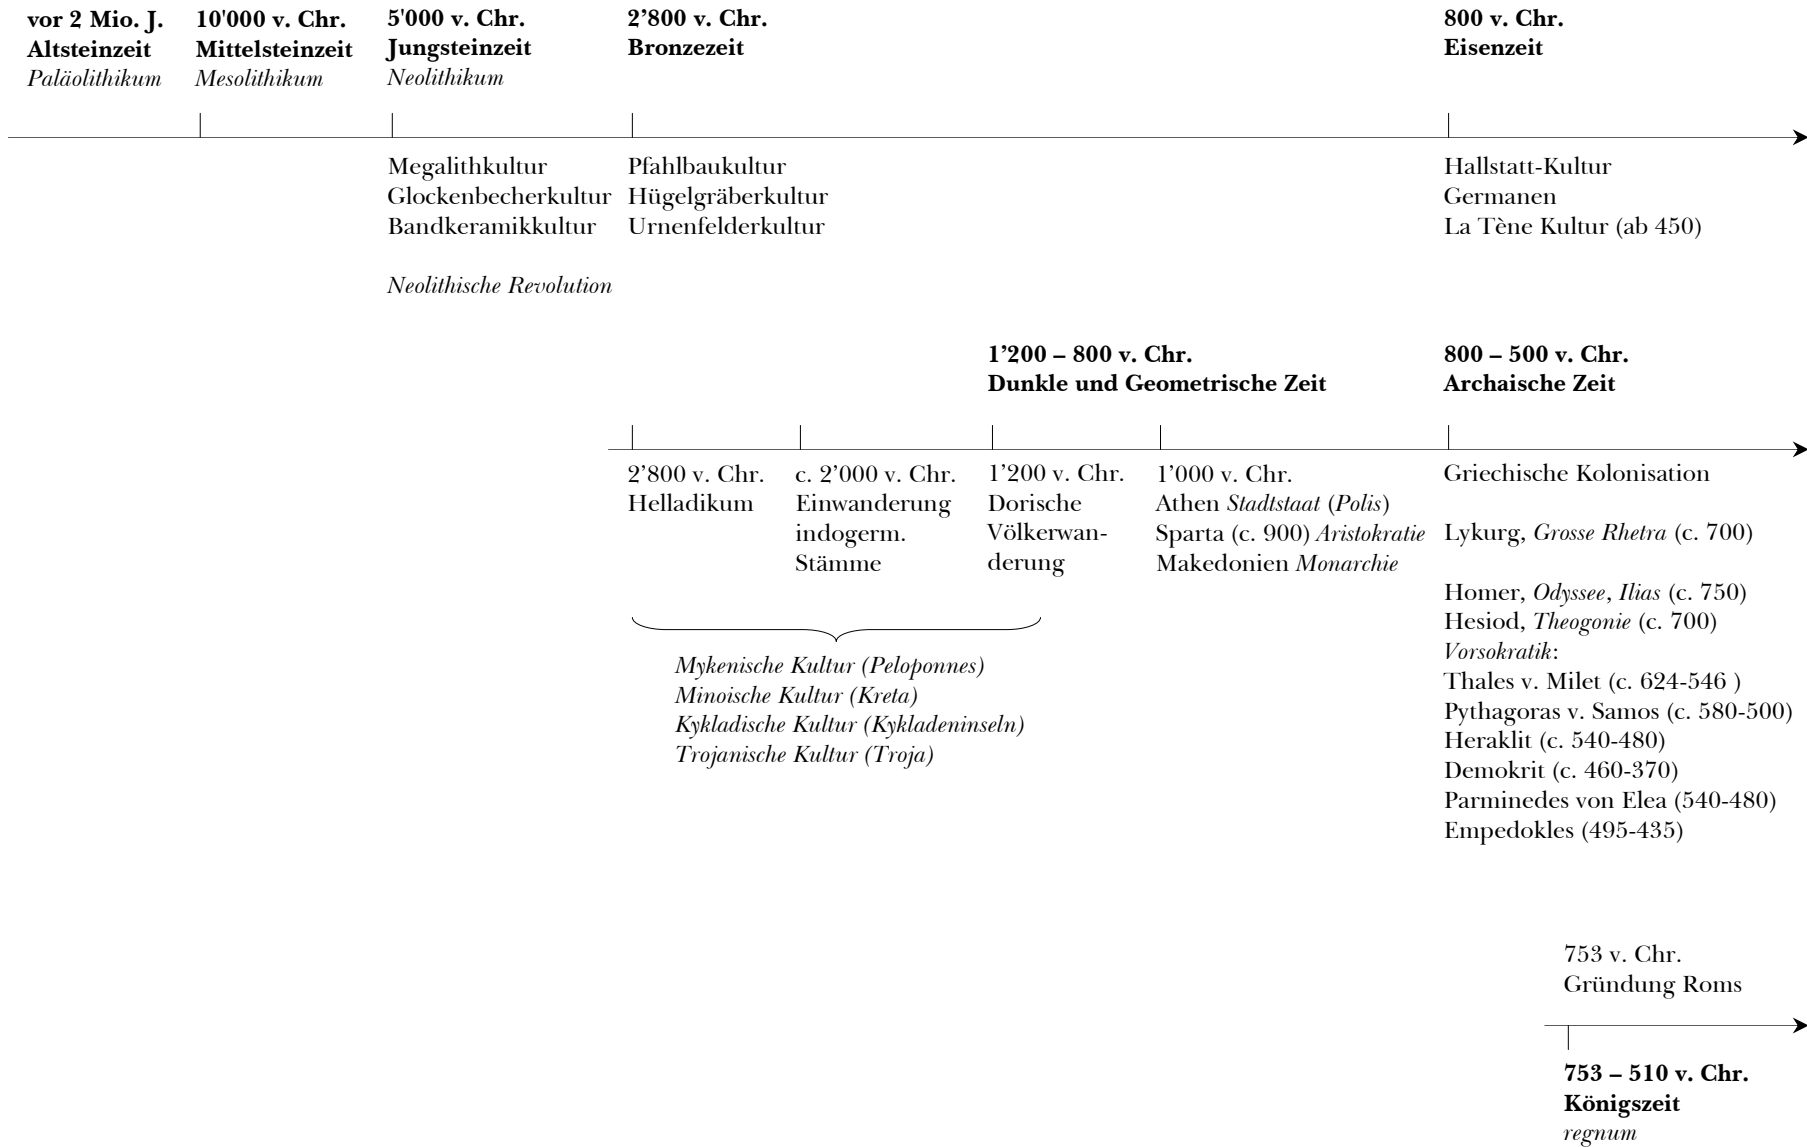 vor 2 Mio. J.
Altsteinzeit
Paläolithikum
10'000 v. Chr.
Mittelsteinzeit
Mesolithikum
5'000 v. Chr.
Jungsteinzeit
Neolithikum
2’800 v. Chr.
Bronzezeit
800 v. Chr.
Eisenzeit
Megalithkultur
Glockenbecherkultur
Bandkeramikkultur
Neolithische Revolution
Pfahlbaukultur
Hügelgräberkultur
Urnenfelderkultur
Hallstatt-Kultur
Germanen
La Tène Kultur (ab 450)
1’200 – 800 v. Chr.
Dunkle und Geometrische Zeit
800 – 500 v. Chr.
Archaische Zeit
2’800 v. Chr.
Helladikum
c. 2’000 v. Chr.
Einwanderung
indogerm.
Stämme
1’200 v. Chr.
Dorische
Völkerwan-
derung
1’000 v. Chr.
Athen Stadtstaat (Polis)
Sparta (c. 900) Aristokratie
Makedonien Monarchie
Griechische Kolonisation
Lykurg, Grosse Rhetra (c. 700)
Homer, Odyssee, Ilias (c. 750)
Hesiod, Theogonie (c. 700)
Vorsokratik:
Thales v. Milet (c. 624-546 )
Pythagoras v. Samos (c. 580-500)
Heraklit (c. 540-480)
Demokrit (c. 460-370)
Parminedes von Elea (540-480)
Empedokles (495-435)
Mykenische Kultur (Peloponnes)
Minoische Kultur (Kreta)
Kykladische Kultur (Kykladeninseln)
Trojanische Kultur (Troja)
753 v. Chr.
Gründung Roms
753 – 510 v. Chr.
Königszeit
regnum